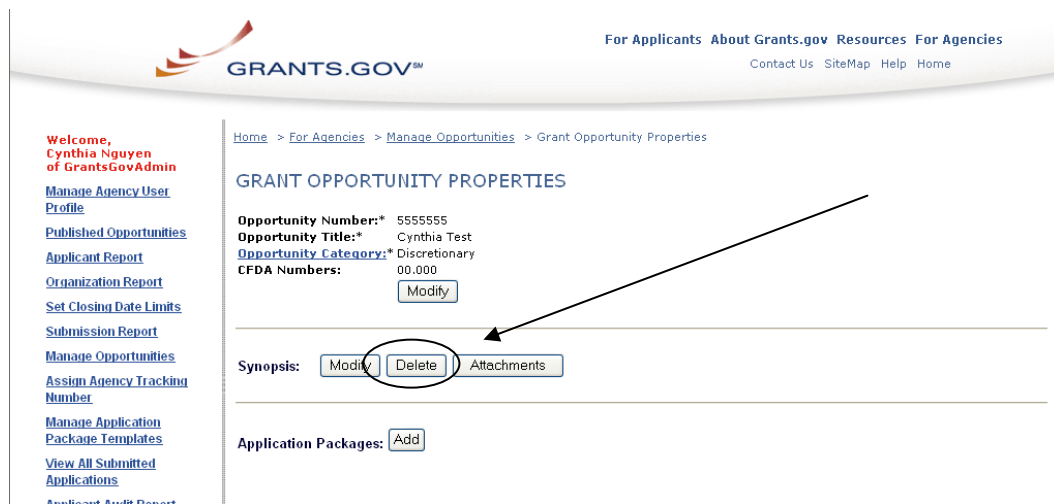 For Applicants About Grants.gov Resources For Agencies
GRANTS.GOV℠
Contact Us SiteMap Help Home
Welcome,
Cynthia Nguyen
of GrantsGovAdmin
Manage Agency User
Profile
Published Opportunities
Applicant Report
Organization Report
Set Closing Date Limits
Submission Report
Manage Opportunities
Assign Agency Tracking
Number
Manage Application
Package Templates
View All Submitted
Applications
Applicant Audit Report
Home > For Agencies > Manage Opportunities > Grant Opportunity Properties
GRANT OPPORTUNITY PROPERTIES
Opportunity Number:* 5555555
Opportunity Title:* Cynthia Test
Opportunity Category:* Discretionary
CFDA Numbers: 00.000
Modify
Synopsis: Modify Delete Attachments
Application Packages: Add